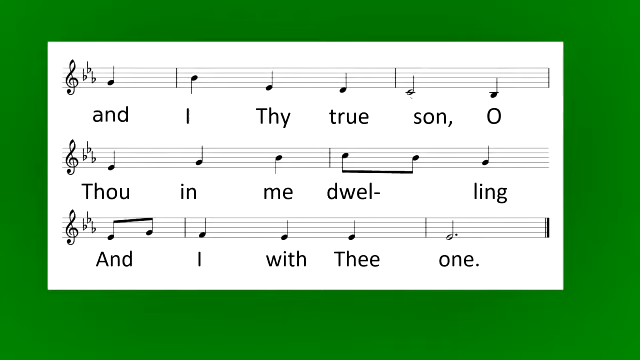 and I Thy true son, O
Thou in me dwel- ling
And I with Thee one.